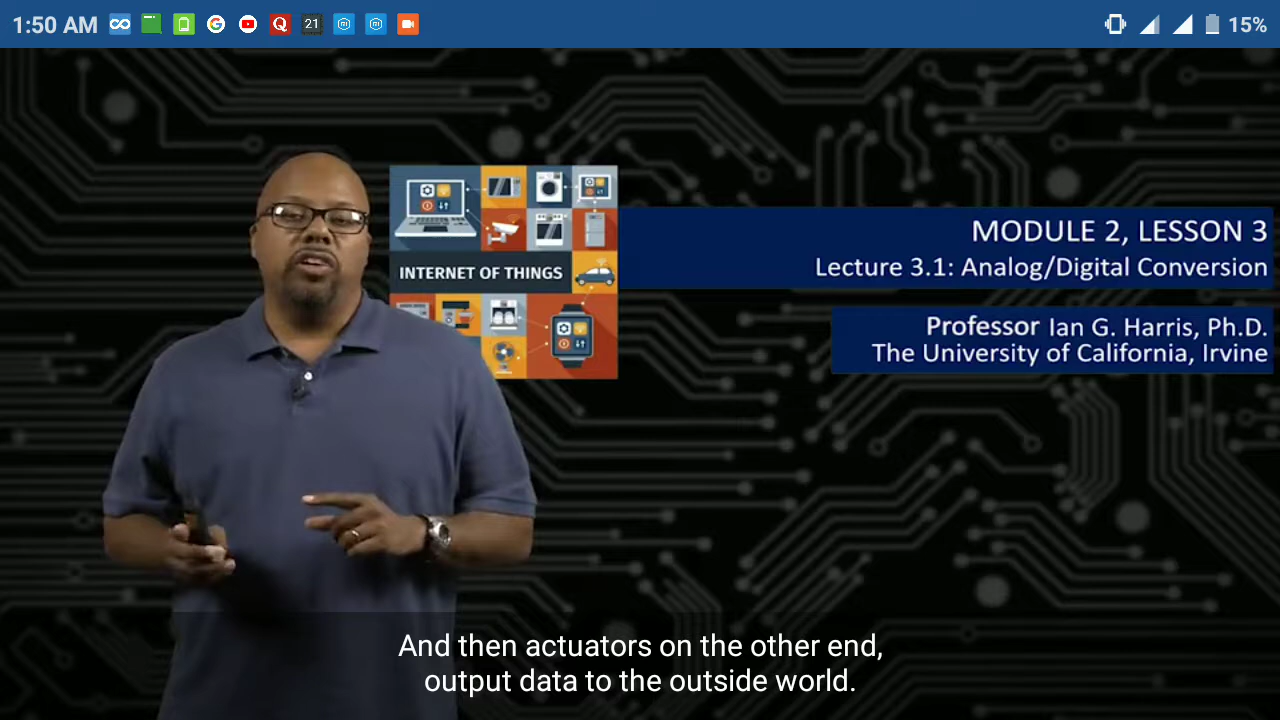 1:50 AM
21
15%
INTERNET OF THINGS
MODULE 2, LESSON 3
Lecture 3.1: Analog/Digital Conversion
Professor Ian G. Harris, Ph.D.
The University of California, Irvine
And then actuators on the other end,
output data to the outside world.